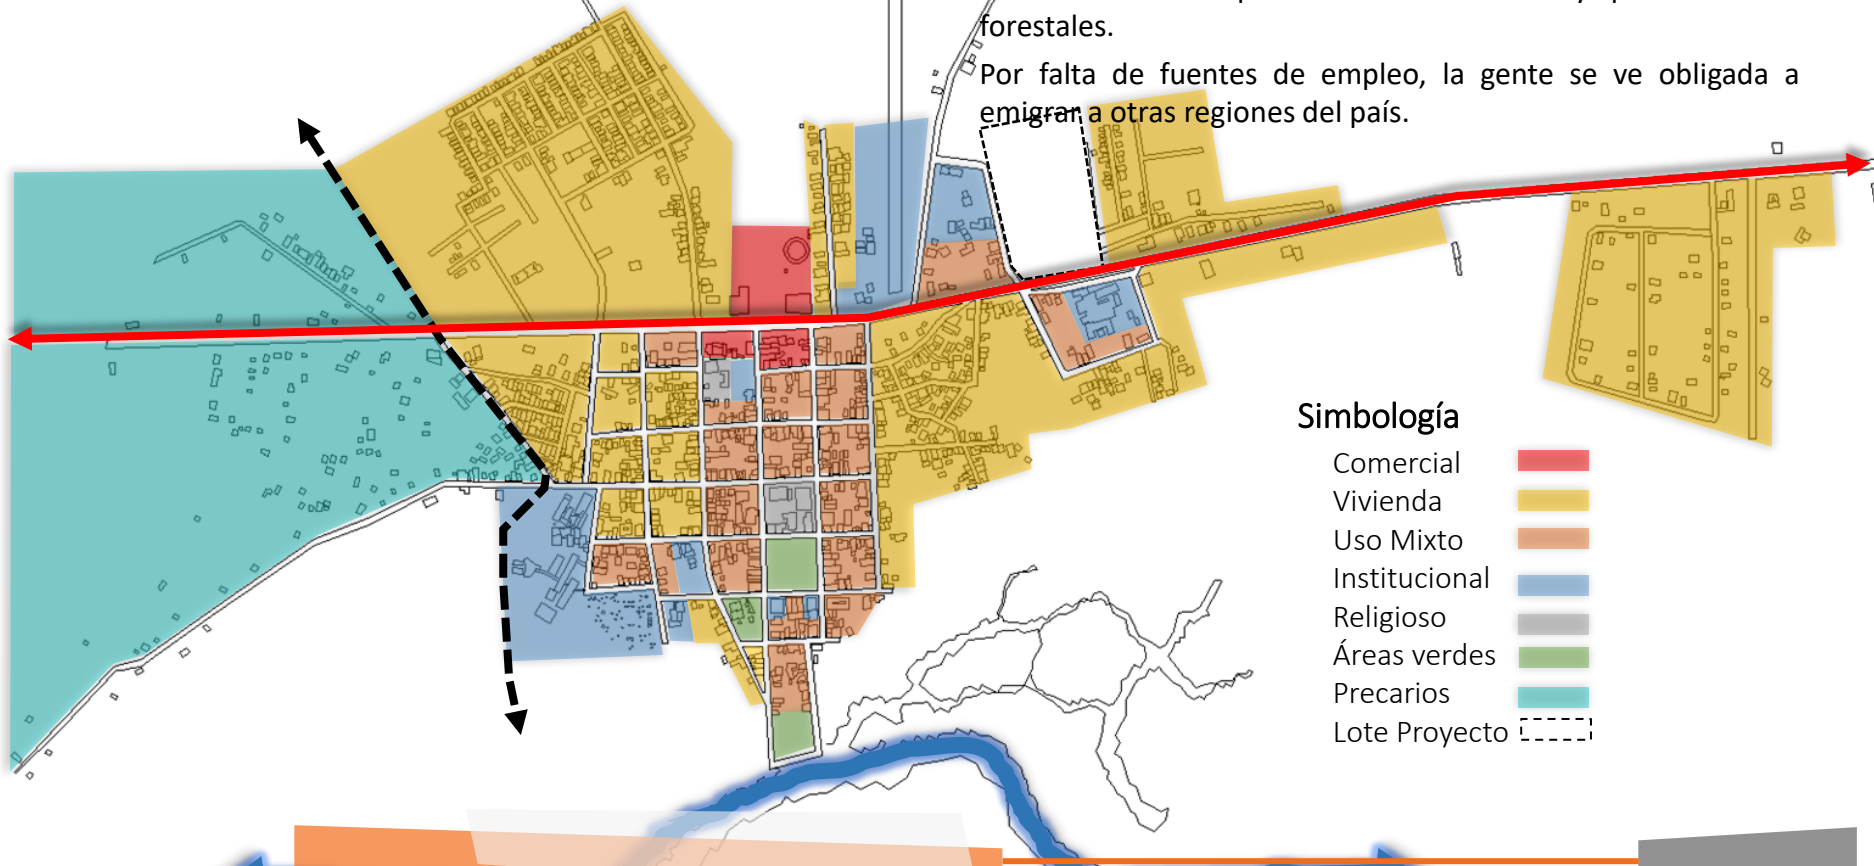 forestales.
Por falta de fuentes de empleo, la gente se ve obligada a
emigrar a otras regiones del país.
Simbología
Comercial
Vivienda
Uso Mixto
Institucional
Religioso
Áreas verdes
Precarios
Lote Proyecto